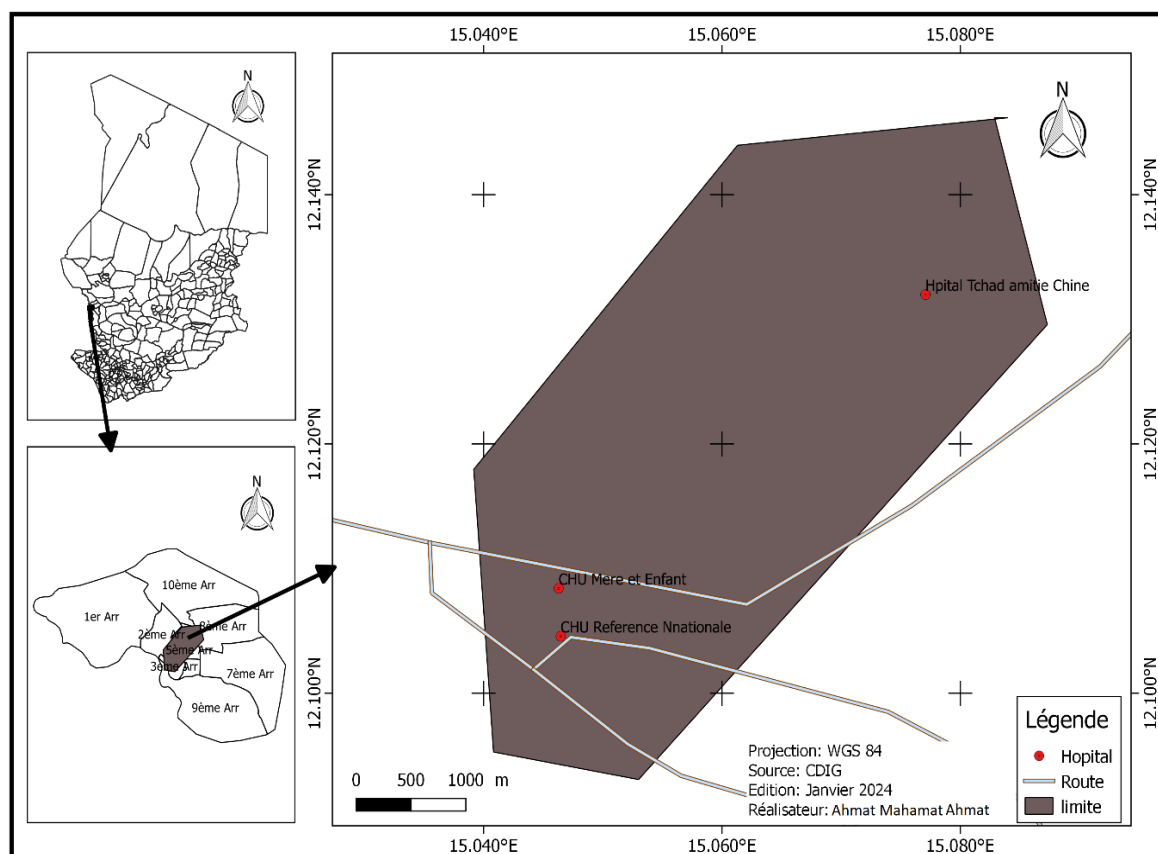 15.040°E 15.060°E 15.080°E
N
N
12.140°N 12.140°N
Hpital Tchad amitie Chine
12.120°N 12.120°N
N
10ème Arr
1er Arr
8ème Arr
2ème Arr
5ème Arr
3ème Arr
7ème Arr
9ème Arr
CHU Mere et Enfant
CHU Reference Nnationale
12.100°N 12.100°N
Projection: WGS 84
Source: CDIG
Edition: Janvier 2024
Réalisateur: Ahmat Mahamat Ahmat
0 500 1000 m
Légende
Hopital
Route
limite
15.040°E 15.060°E 15.080°E